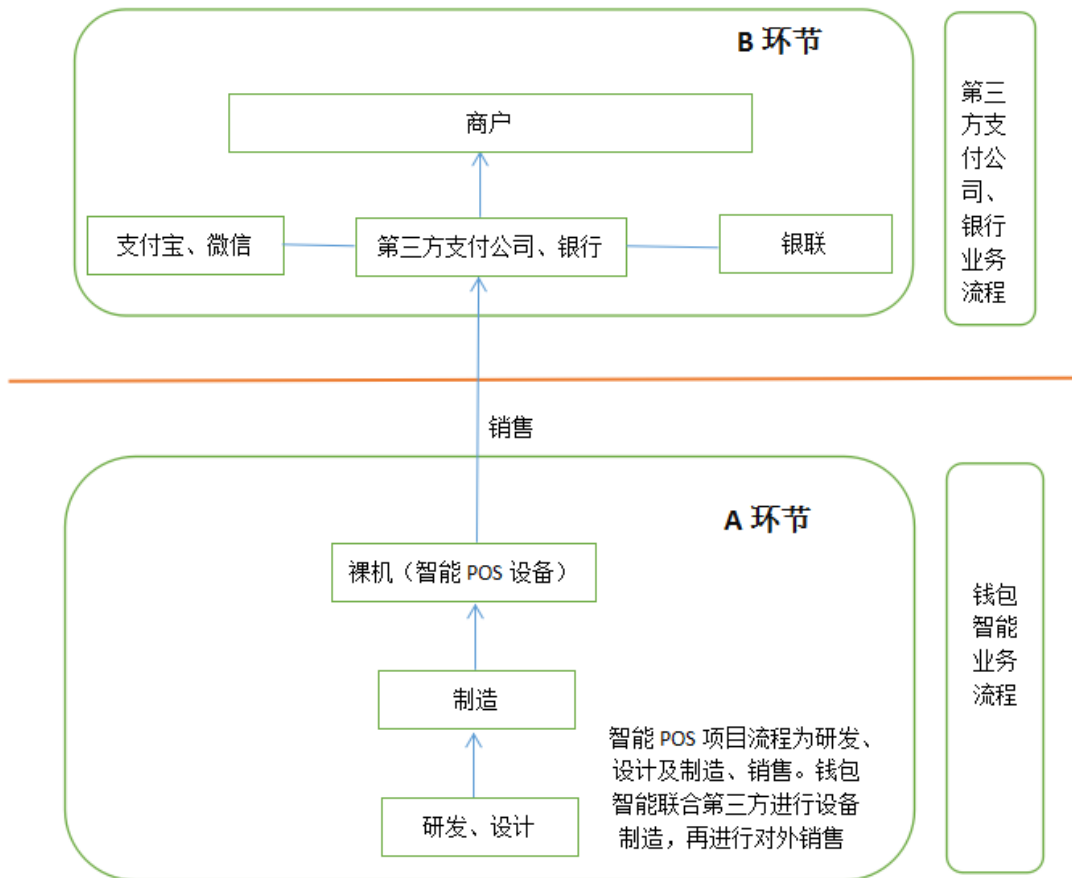 B 环节
商户
支付宝、微信
第三方支付公司、银行
银联
第三
方支
付公
司、
银行
业务
流程
销售
A 环节
裸机（智能 POS 设备）
制造
研发、设计
智能 POS 项目流程为研发、
设计及制造、销售。钱包
智能联合第三方进行设备
制造，再进行对外销售
钱包
智能
业务
流程